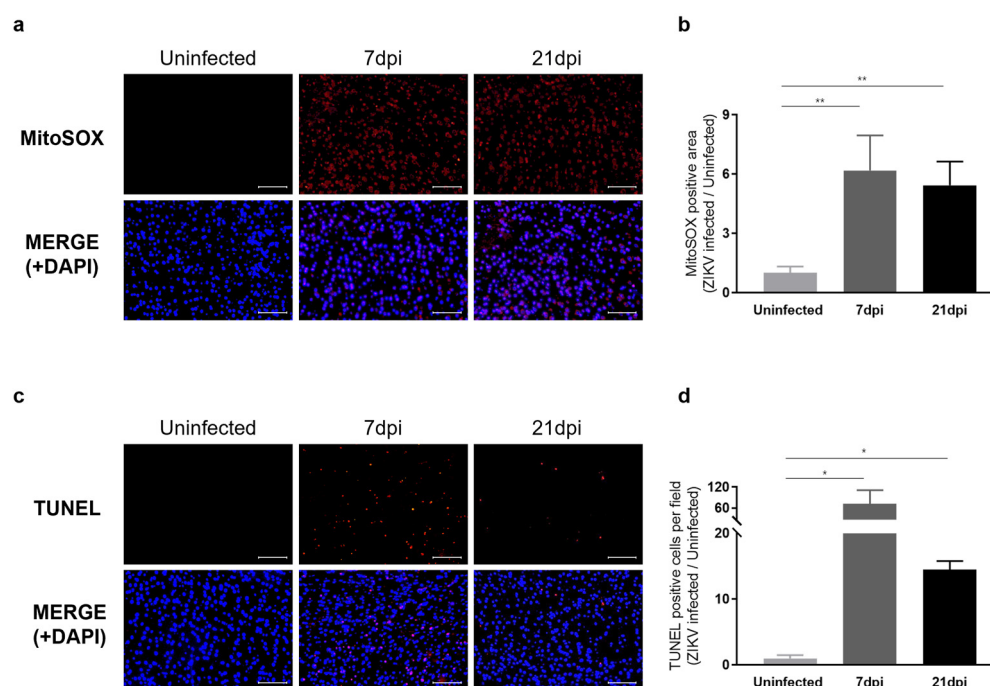 a
Uninfected
7dpi
21dpi
MitoSOX
MERGE
(+DAPI)
b
**
**
MitoSOX positive area
(ZIKV infected / Uninfected)
9
6
3
0
Uninfected
7dpi
21dpi
c
Uninfected
7dpi
21dpi
TUNEL
MERGE
(+DAPI)
d
*
*
TUNEL positive cells per field
(ZIKV infected / Uninfected)
120
60
20
10
0
Uninfected
7dpi
21dpi